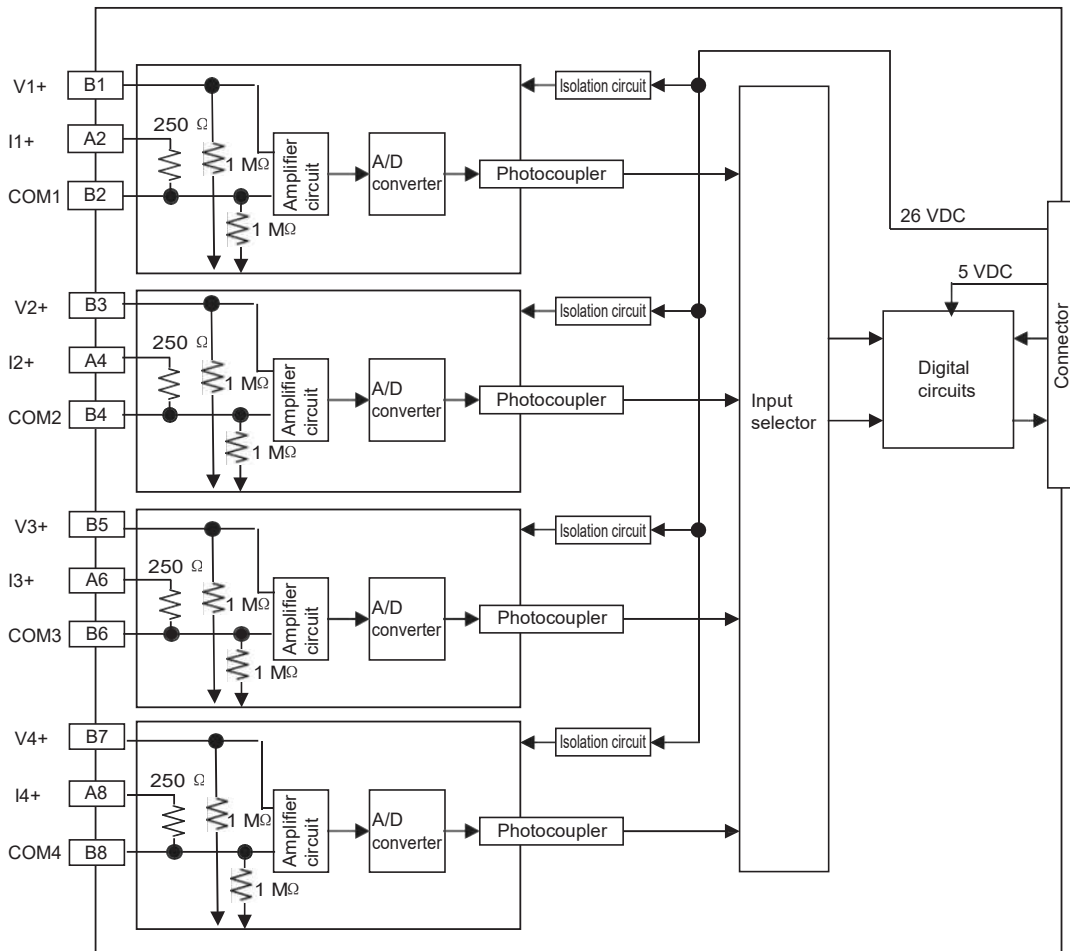 V1+
B1
Isolation circuit
250 Ω
I1+
A2
1 MΩ
Amplifier
circuit
A/D
converter
Photocoupler
COM1
B2
1 MΩ
26 VDC
5 VDC
V2+
B3
Isolation circuit
250 Ω
I2+
A4
1 MΩ
Amplifier
circuit
A/D
converter
Photocoupler
COM2
B4
1 MΩ
Input
selector
Digital
circuits
Connector
V3+
B5
Isolation circuit
250 Ω
I3+
A6
1 MΩ
Amplifier
circuit
A/D
converter
Photocoupler
COM3
B6
1 MΩ
V4+
B7
Isolation circuit
250 Ω
I4+
A8
1 MΩ
Amplifier
circuit
A/D
converter
Photocoupler
COM4
B8
1 MΩ